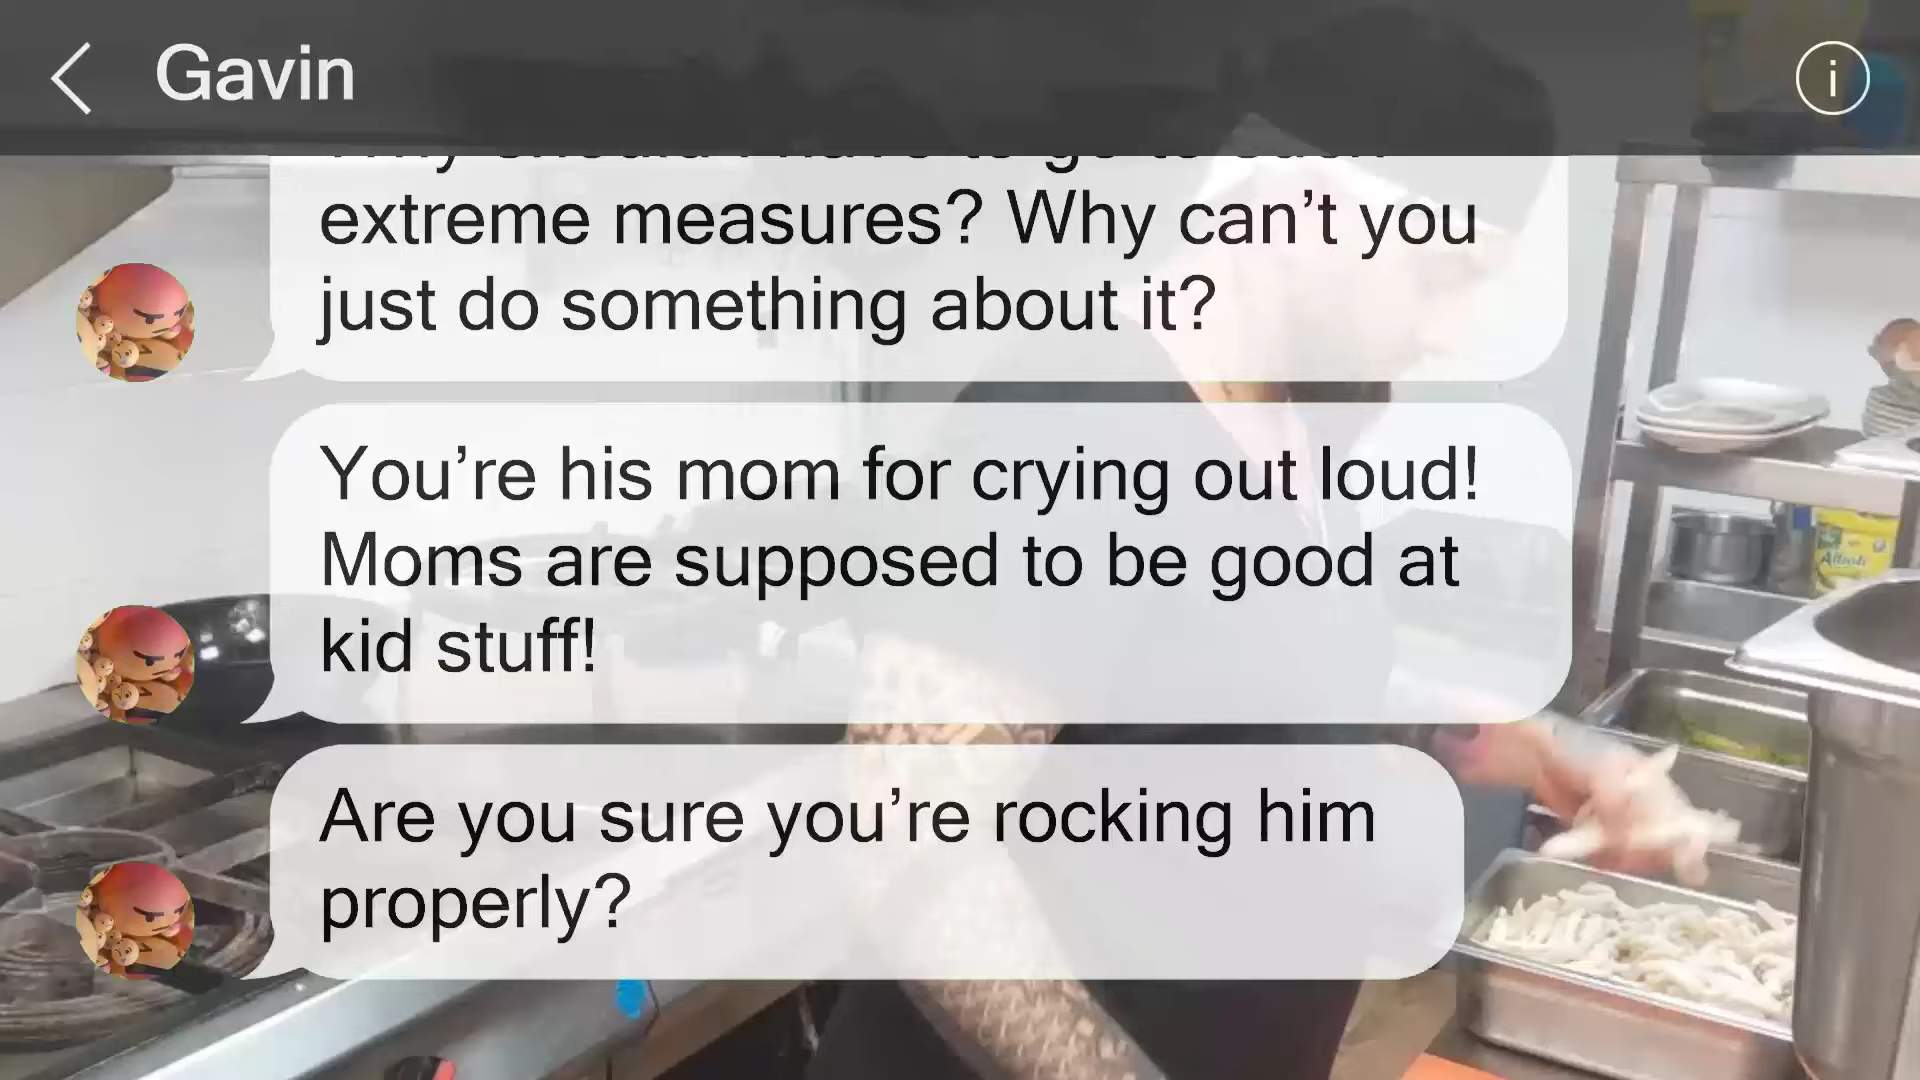 Gavin
i
extreme measures? Why can’t you
just do something about it?
You’re his mom for crying out loud!
Moms are supposed to be good at
kid stuff!
Are you sure you’re rocking him
properly?